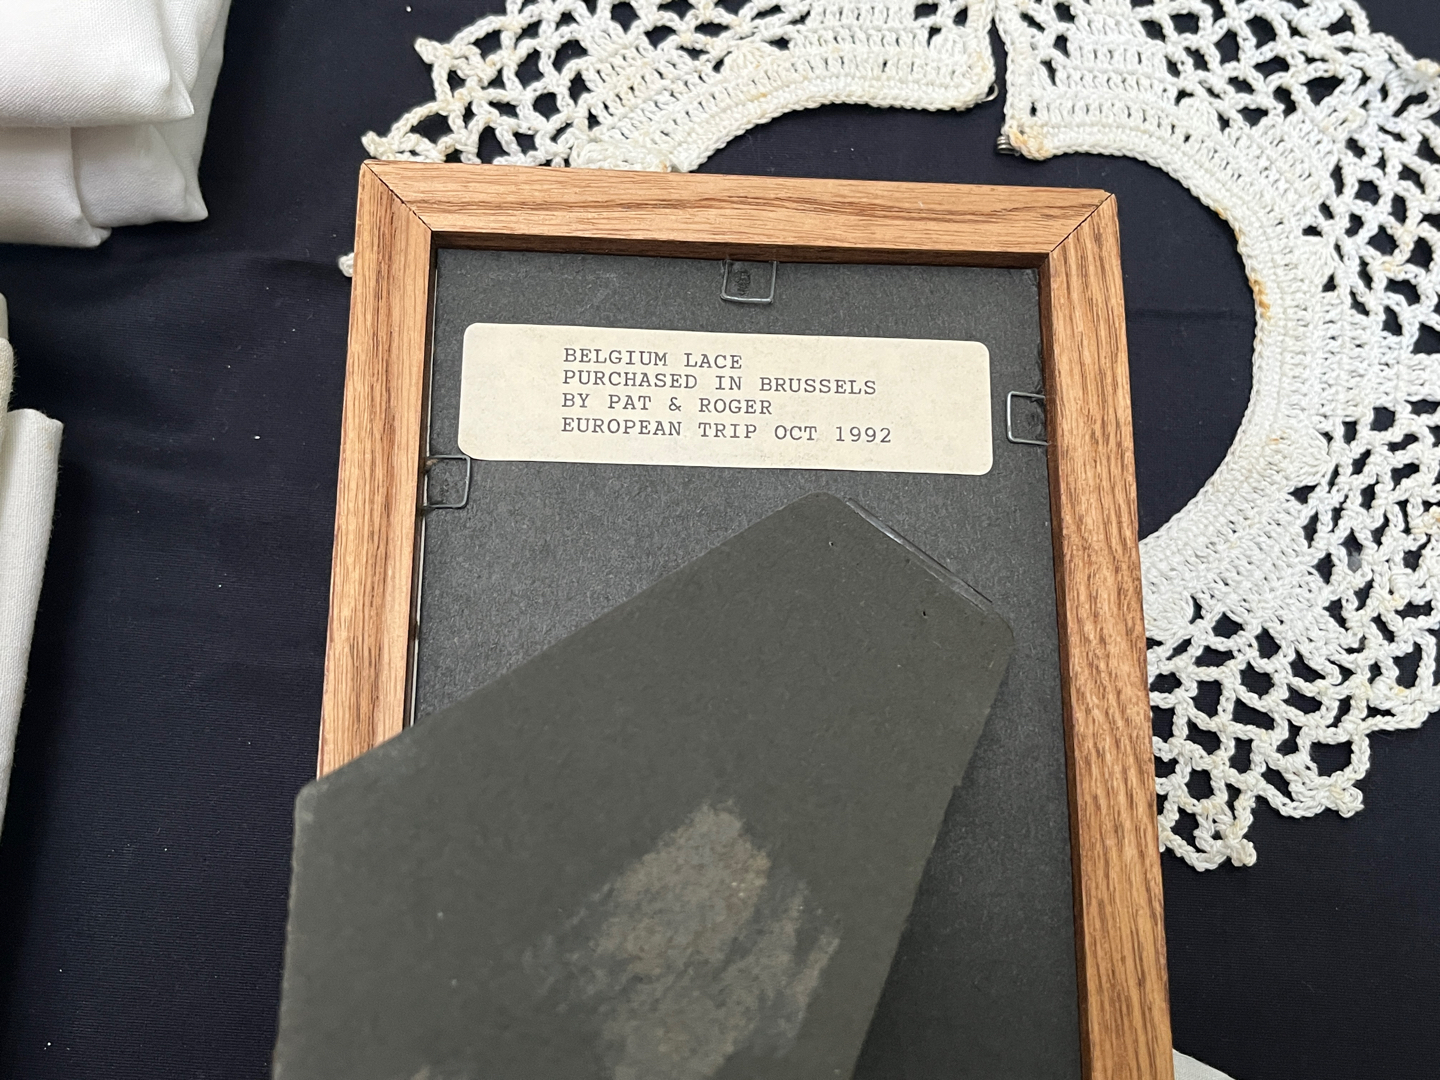 BELGIUM LACE
PURCHASED IN BRUSSELS
BY PAT & ROGER
EUROPEAN TRIP OCT 1992